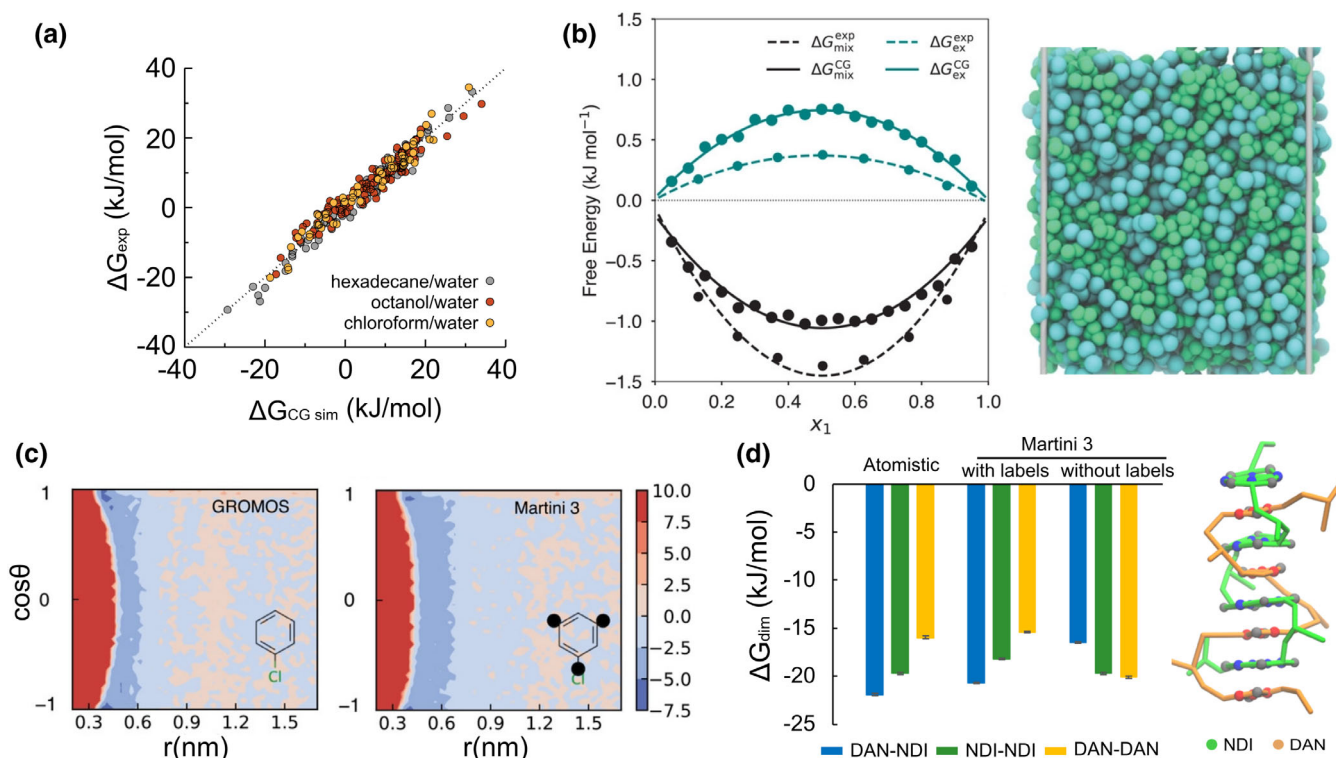 (a)
40
20
0
-20
-40
ΔGexp (kJ/mol)
hexadecane/water
octanol/water
chloroform/water
-40 -20 0 20 40
ΔGCG sim (kJ/mol)
(b)
1.5
1.0
0.5
0.0
−0.5
−1.0
−1.5
Free Energy (kJ mol⁻¹)
ΔG^exp_mix ΔG^exp_ex
ΔG^CG_mix ΔG^CG_ex
0.0 0.2 0.4 0.6 0.8 1.0
x₁
(c)
1
0
-1
cosθ
GROMOS
Cl
0.3 0.6 0.9 1.2 1.5
r(nm)
1
0
-1
Martini 3
Cl
0.3 0.6 0.9 1.2 1.5
r(nm)
10.0
7.5
5.0
2.5
0.0
−2.5
−5.0
−7.5
(d)
Martini 3
Atomistic with labels without labels
0
-5
-10
-15
-20
-25
ΔGdim (kJ/mol)
DAN-NDI NDI-NDI DAN-DAN
NDI DAN